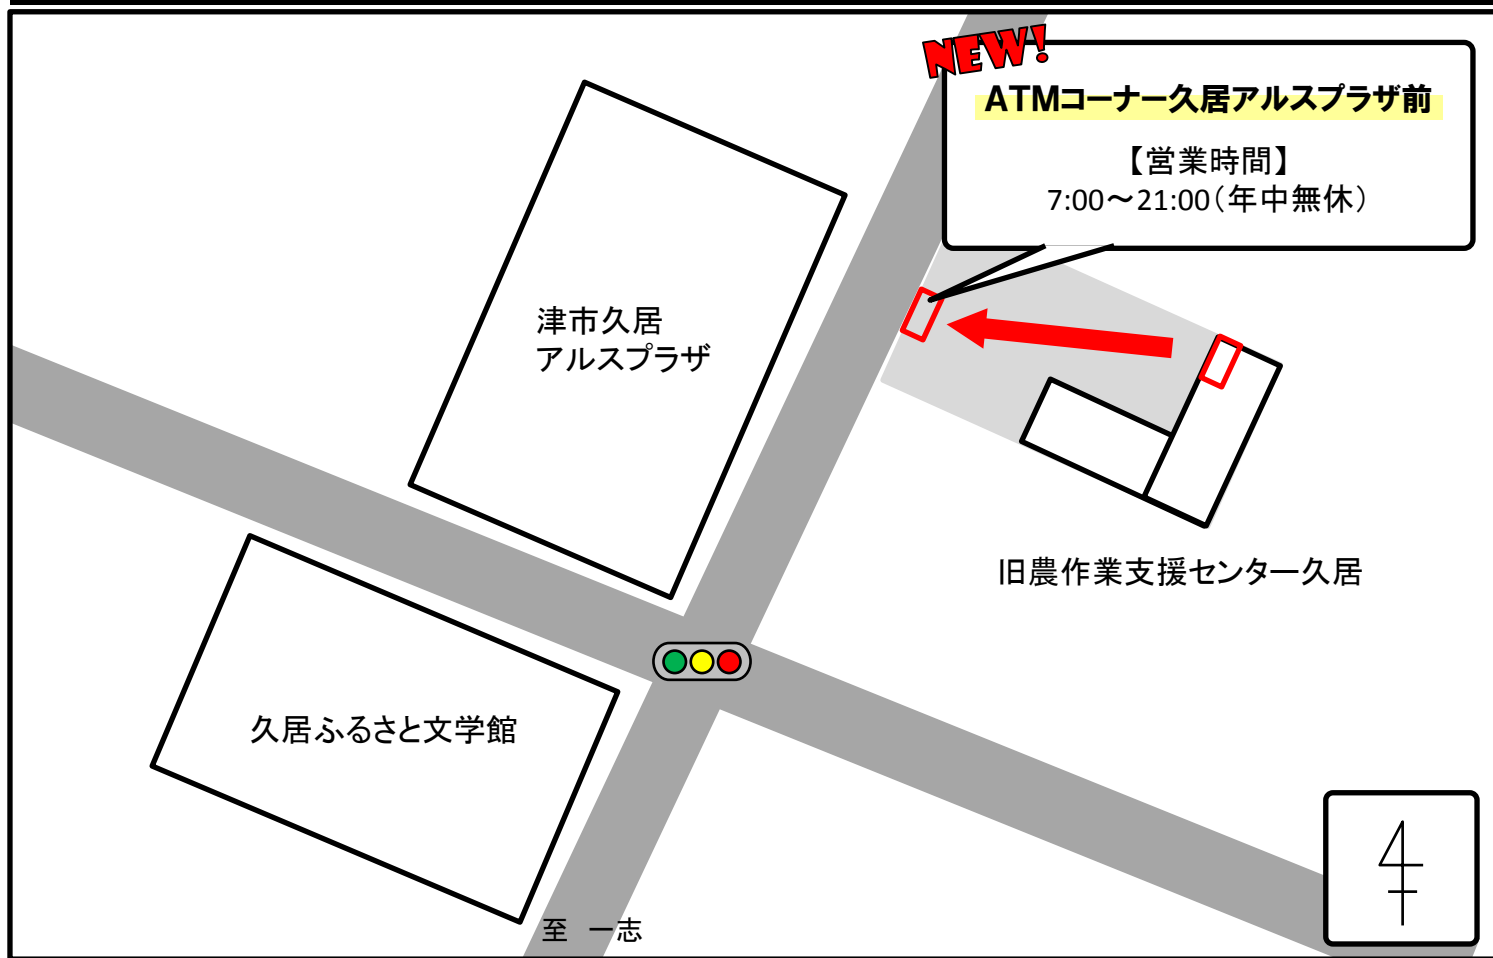 NEW!
ATMコーナー久居アルスプラザ前
【営業時間】
7:00～21:00(年中無休)
津市久居
アルスプラザ
旧農作業支援センター久居
久居ふるさと文学館
至　一志